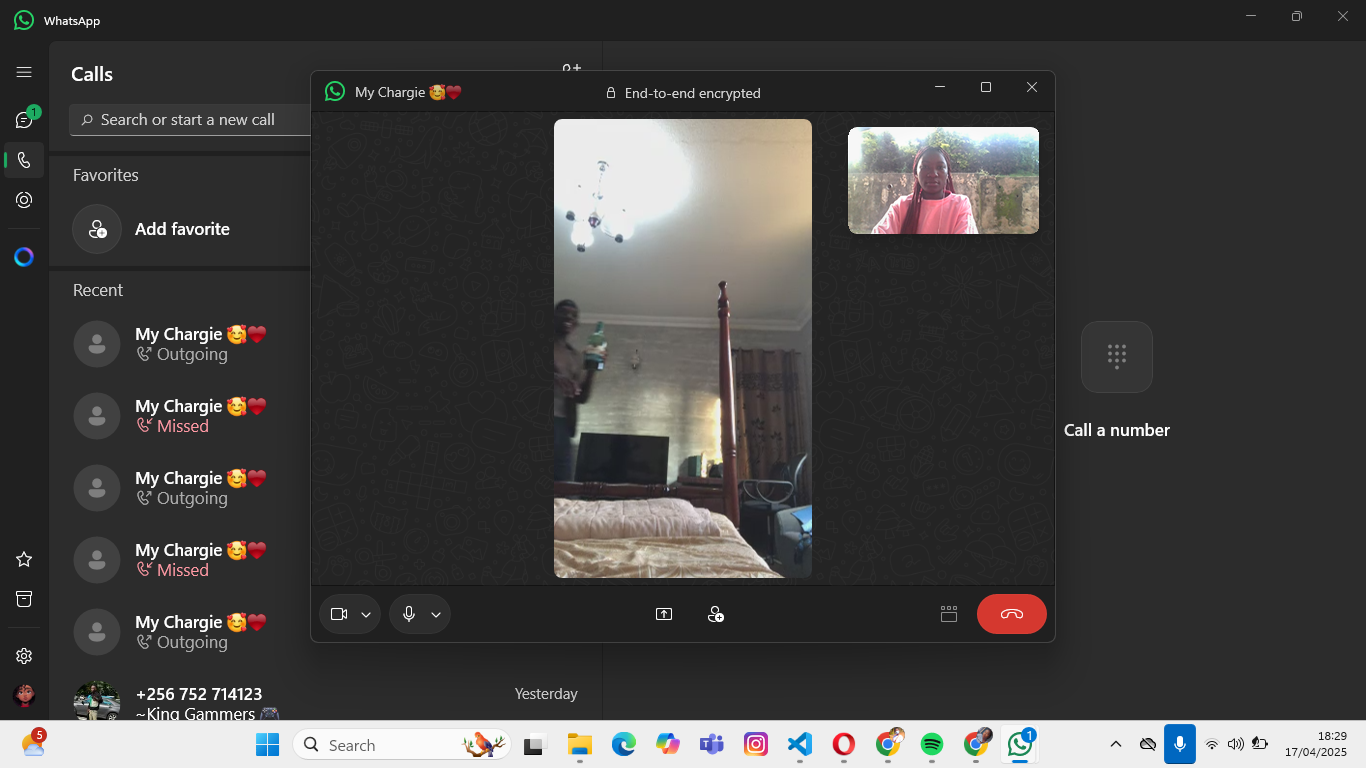 WhatsApp
Calls
Search or start a new call
Favorites
Add favorite
Recent
My Chargie 🥰♥️
Outgoing
My Chargie 🥰♥️
Missed
My Chargie 🥰♥️
Outgoing
My Chargie 🥰♥️
Missed
My Chargie 🥰♥️
Outgoing
+256 752 714123
Yesterday
~King Gammers 🎮
1
My Chargie 🥰♥️
End-to-end encrypted
Call a number
5
Search
1
18:29
17/04/2025